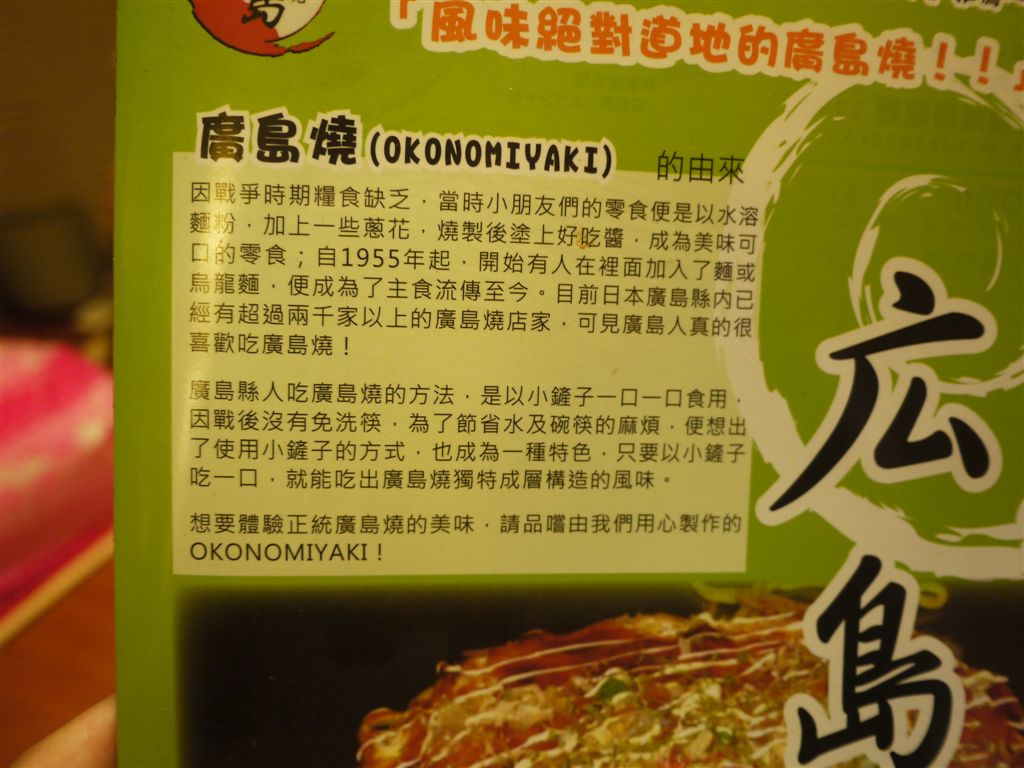 島
「風味絕對道地的廣島燒！！」
廣島燒(OKONOMIYAKI) 的由來
因戰爭時期糧食缺乏，當時小朋友們的零食便是以水溶
麵粉，加上一些蔥花，燒製後塗上好吃醬，成為美味可
口的零食；自1955年起，開始有人在裡面加入了麵或
烏龍麵，便成為了主食流傳至今。目前日本廣島縣內已
經有超過兩千家以上的廣島燒店家，可見廣島人真的很
喜歡吃廣島燒！
廣島縣人吃廣島燒的方法，是以小鏟子一口一口食用，
因戰後沒有免洗筷，為了節省水及碗筷的麻煩，便想出
了使用小鏟子的方式，也成為一種特色，只要以小鏟子
吃一口，就能吃出廣島燒獨特成層構造的風味。
想要體驗正統廣島燒的美味，請品嚐由我們用心製作的
OKONOMIYAKI！
広島